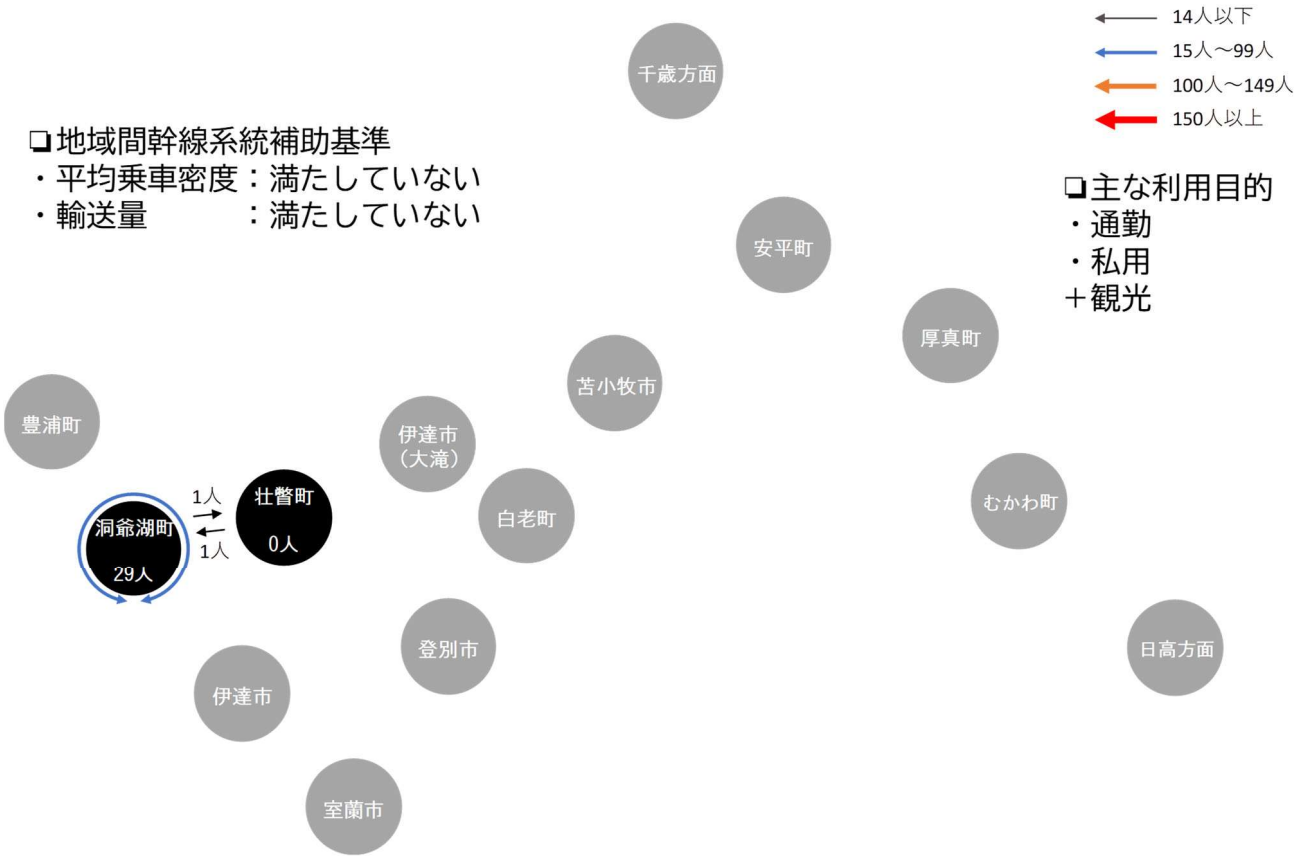 14人以下
15人～99人
100人～149人
150人以上
❏地域間幹線系統補助基準
・平均乗車密度：満たしていない
・輸送量　　　：満たしていない
❏主な利用目的
・通勤
・私用
＋観光
千歳方面
安平町
厚真町
苫小牧市
豊浦町
伊達市
（大滝）
むかわ町
白老町
壮瞥町
0人
1人
1人
洞爺湖町
29人
登別市
日高方面
伊達市
室蘭市